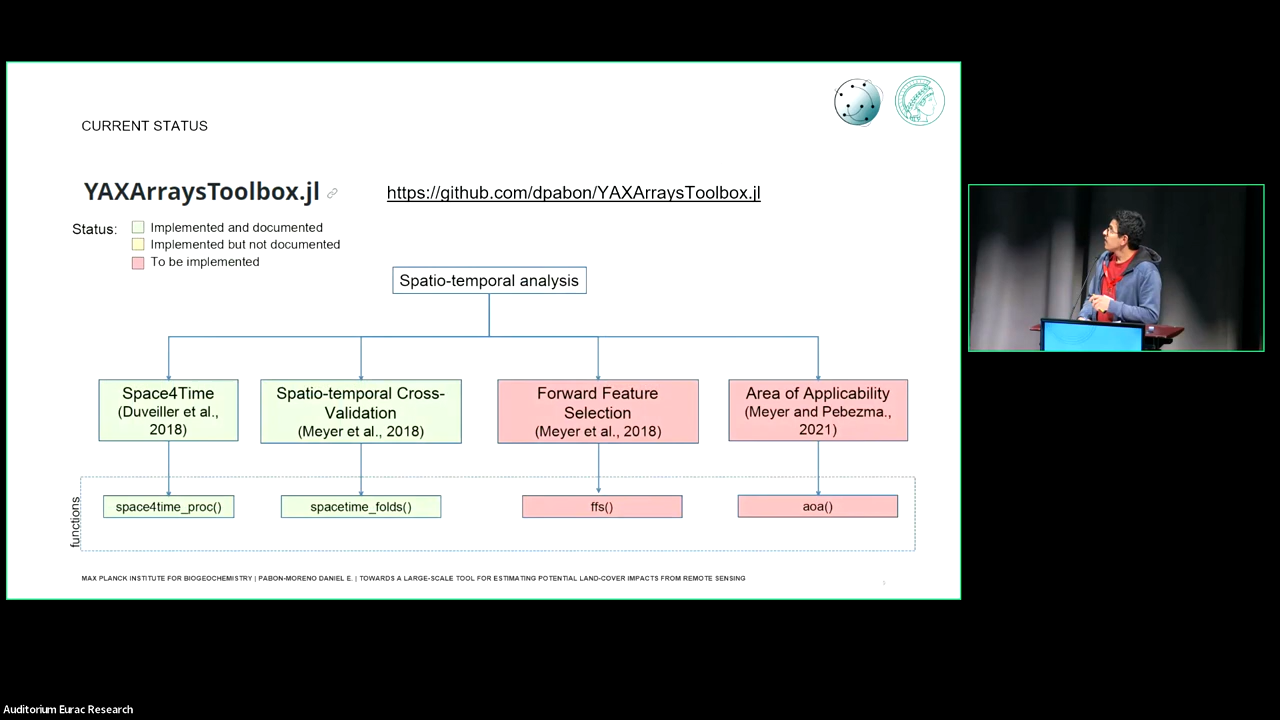 CURRENT STATUS
YAXArraysToolbox.jl
https://github.com/dpabon/YAXArraysToolbox.jl
Status:
Implemented and documented
Implemented but not documented
To be implemented
Spatio-temporal analysis
Space4Time
(Duveiller et al.,
2018)
Spatio-temporal Cross-
Validation
(Meyer et al., 2018)
Forward Feature
Selection
(Meyer et al., 2018)
Area of Applicability
(Meyer and Pebezma.,
2021)
functions
space4time_proc()
spacetime_folds()
ffs()
aoa()
MAX PLANCK INSTITUTE FOR BIOGEOCHEMISTRY | PABON-MORENO DANIEL E. | TOWARDS A LARGE-SCALE TOOL FOR ESTIMATING POTENTIAL LAND-COVER IMPACTS FROM REMOTE SENSING
Auditorium Eurac Research